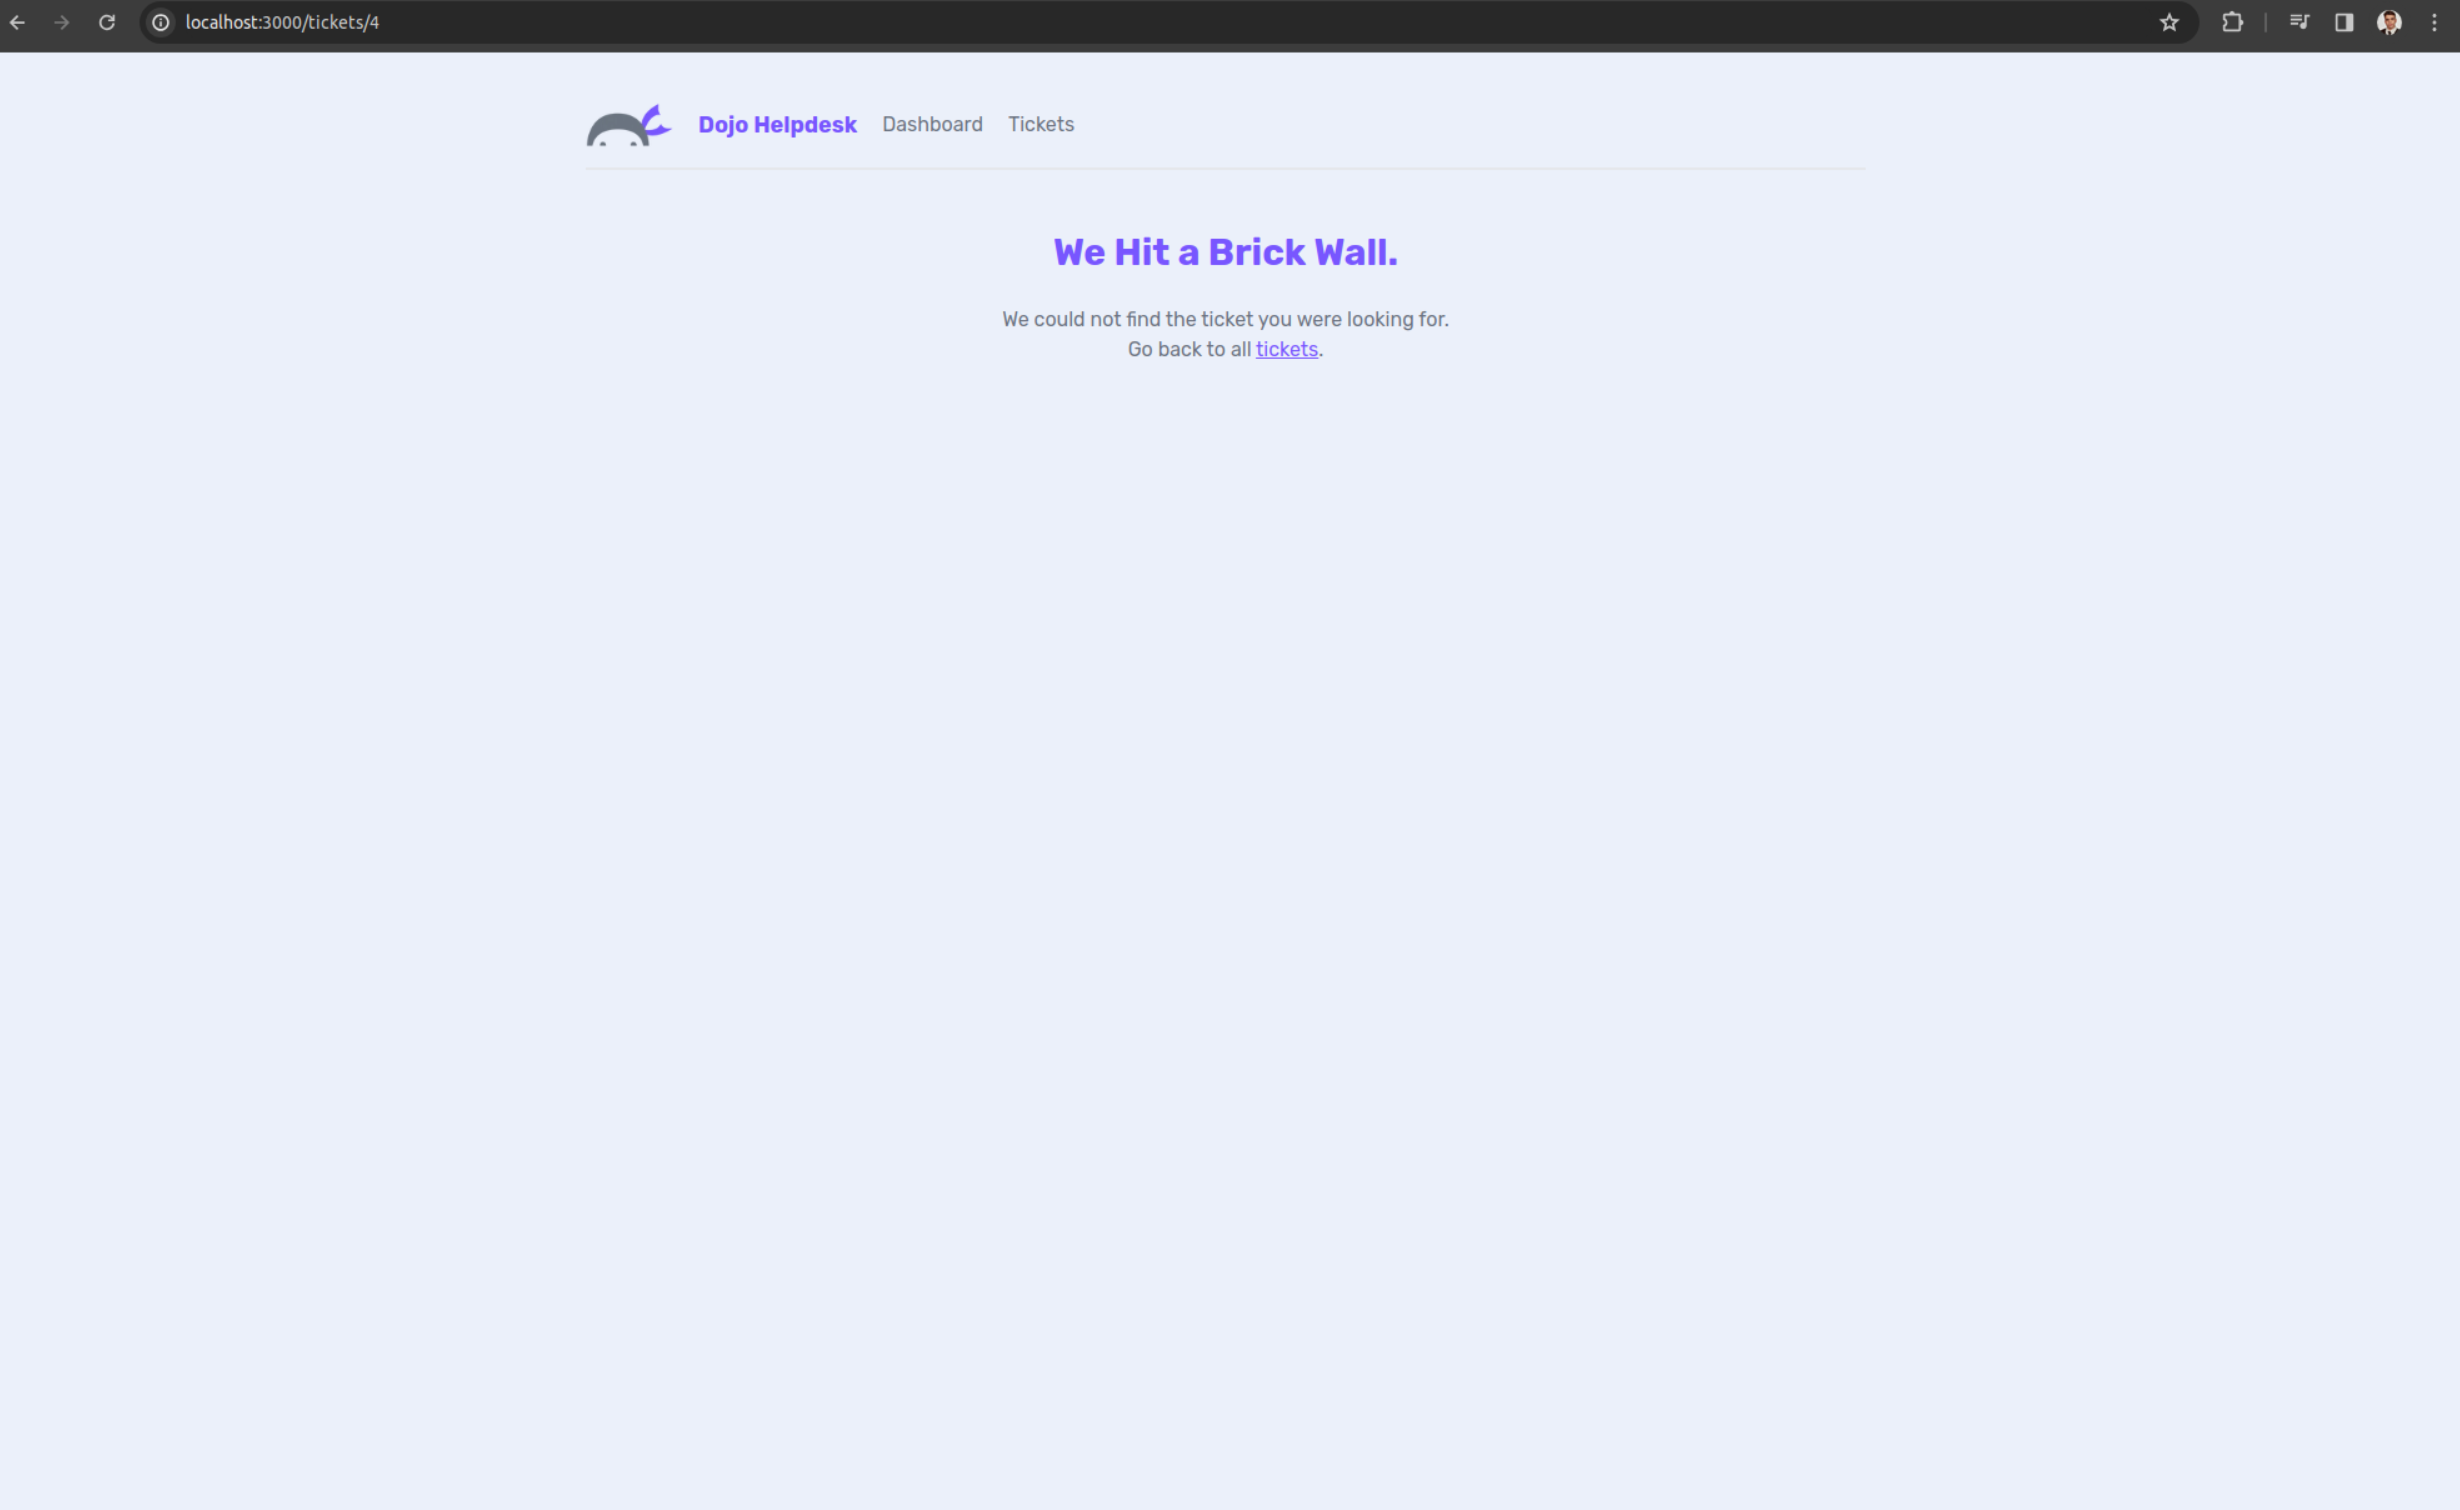 localhost:3000/tickets/4
Dojo Helpdesk Dashboard Tickets
We Hit a Brick Wall.
We could not find the ticket you were looking for.
Go back to all tickets.